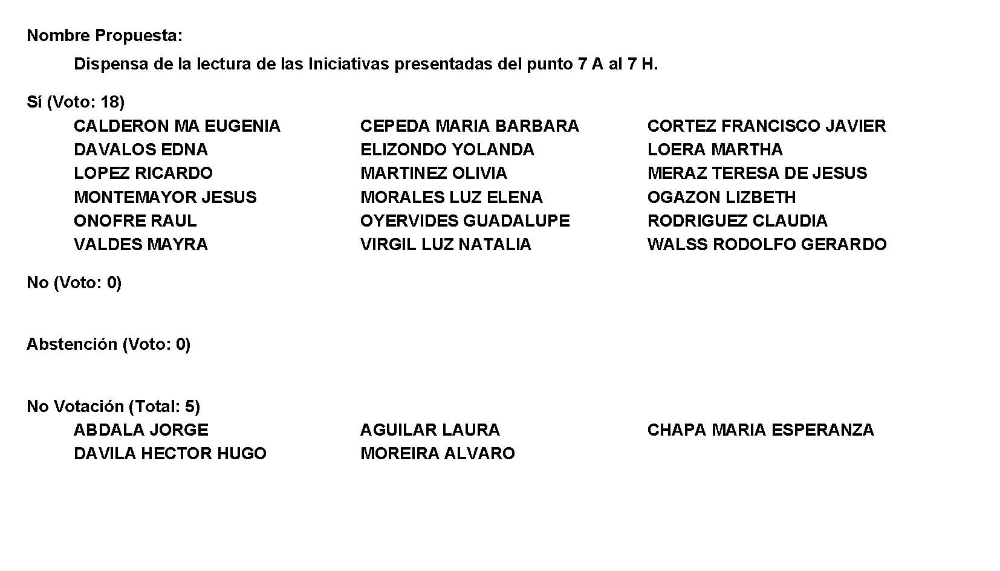 Nombre Propuesta:
Dispensa de la lectura de las Iniciativas presentadas del punto 7 A al 7 H.
Sí (Voto: 18)
CALDERON MA EUGENIA CEPEDA MARIA BARBARA CORTEZ FRANCISCO JAVIER
DAVALOS EDNA ELIZONDO YOLANDA LOERA MARTHA
LOPEZ RICARDO MARTINEZ OLIVIA MERAZ TERESA DE JESUS
MONTEMAYOR JESUS MORALES LUZ ELENA OGAZON LIZBETH
ONOFRE RAUL OYERVIDES GUADALUPE RODRIGUEZ CLAUDIA
VALDES MAYRA VIRGIL LUZ NATALIA WALSS RODOLFO GERARDO
No (Voto: 0)
Abstención (Voto: 0)
No Votación (Total: 5)
ABDALA JORGE AGUILAR LAURA CHAPA MARIA ESPERANZA
DAVILA HECTOR HUGO MOREIRA ALVARO